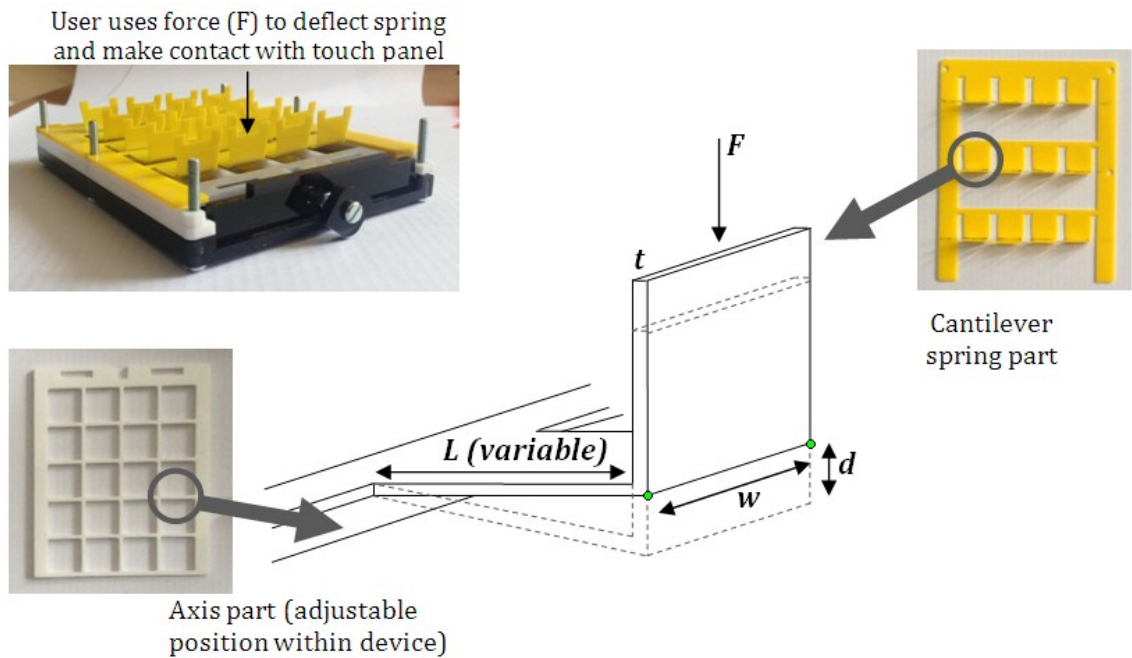 User uses force (F) to deflect spring
and make contact with touch panel
F
t
Cantilever
spring part
L (variable)
d
w
Axis part (adjustable
position within device)